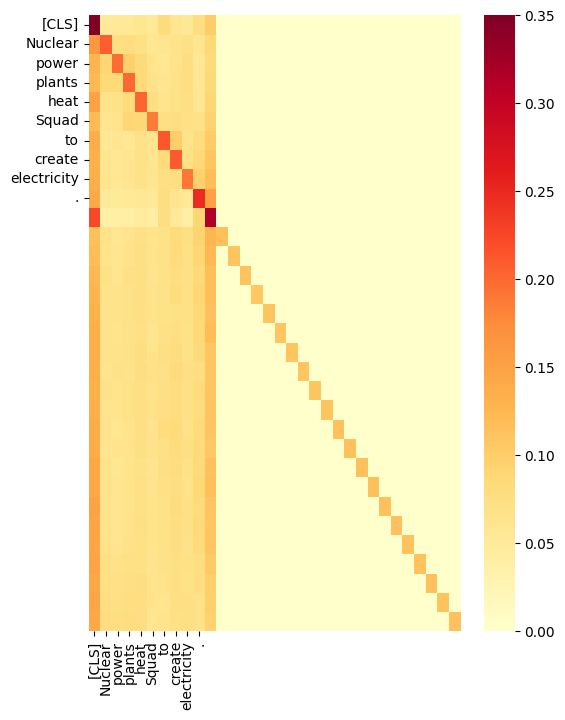 [CLS]
Nuclear
power
plants
heat
Squad
to
create
electricity
.
[CLS]
Nuclear
power
plants
heat
Squad
to
create
electricity
.
0.35
0.30
0.25
0.20
0.15
0.10
0.05
0.00